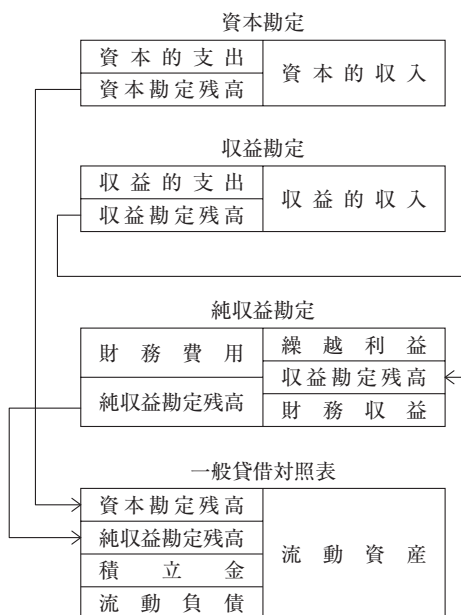 資本勘定
資本的支出
資本的収入
資本勘定残高
収益勘定
収益的支出
収益的収入
収益勘定残高
純収益勘定
財務費用
繰越利益
収益勘定残高
純収益勘定残高
財務収益
一般貸借対照表
資本勘定残高
純収益勘定残高
流動資産
積立金
流動負債